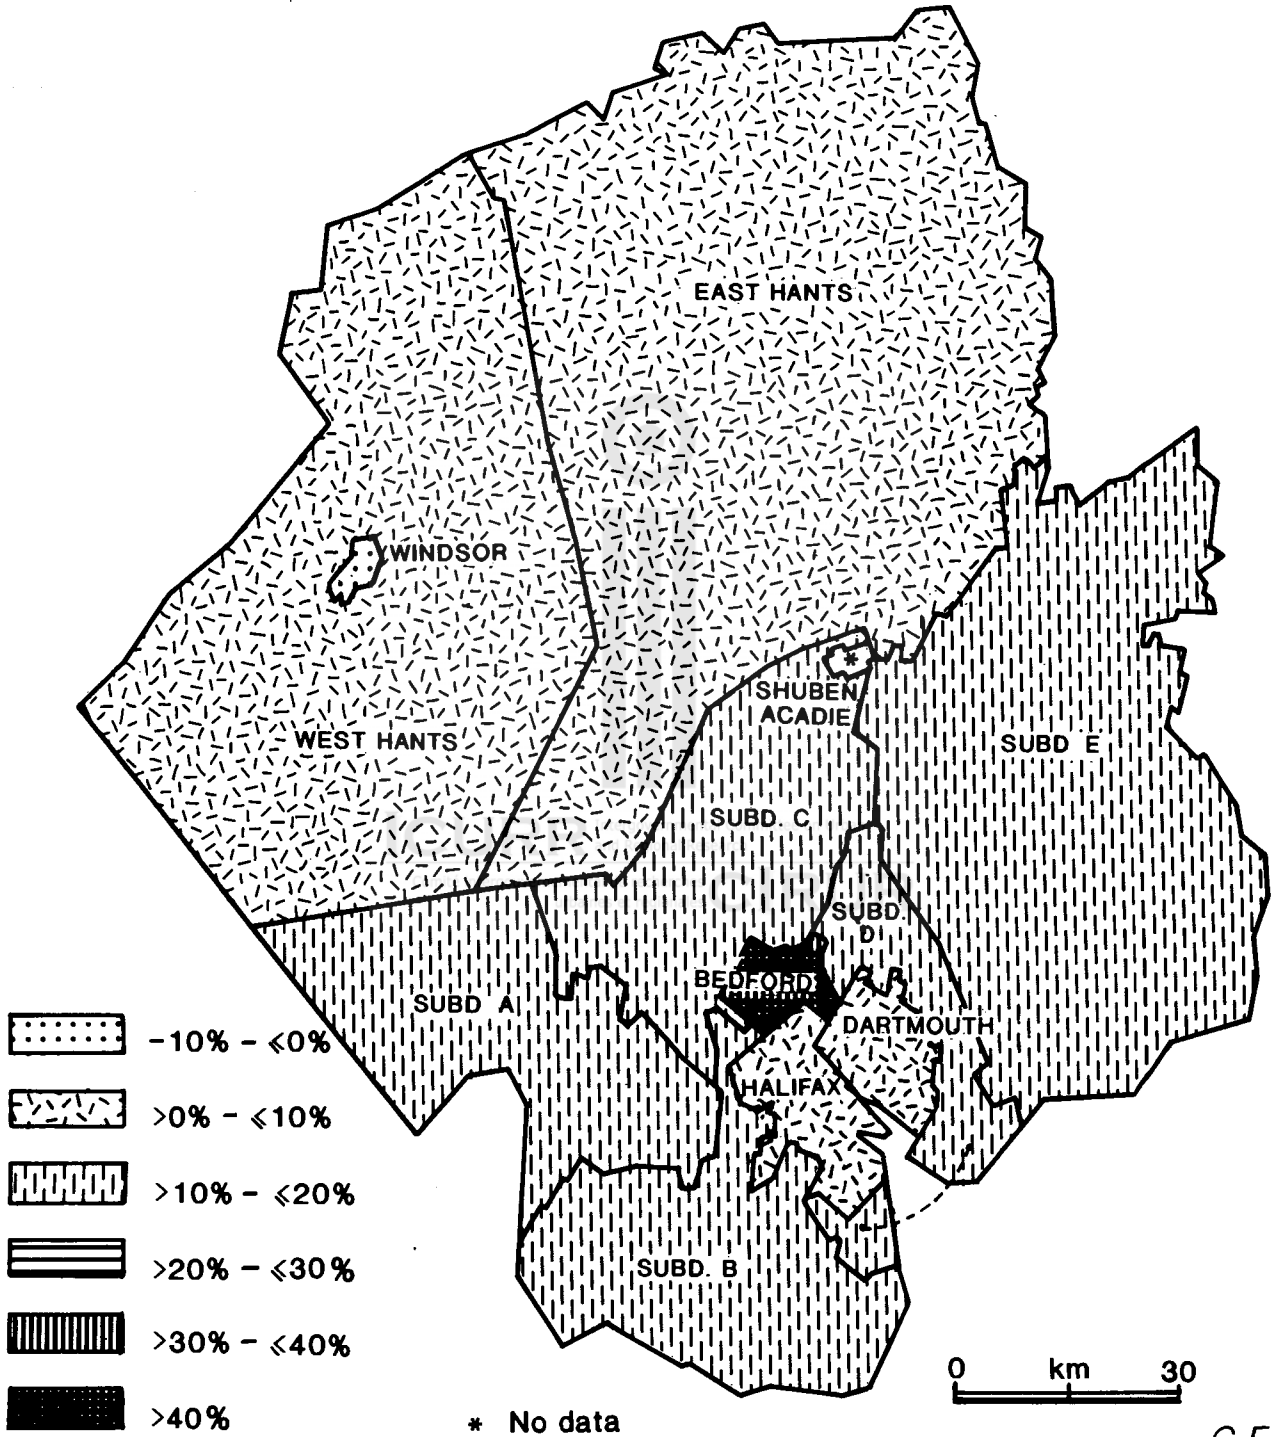 EAST HANTS
WINDSOR
*
SHUBEN
ACADIE
WEST HANTS
SUBD E
SUBD. C
SUBD
D
BEDFORD
SUBD A
DARTMOUTH
HALIFAX
SUBD. B
-10% - ⩽0%
>0% - ⩽10%
>10% - ⩽20%
>20% - ⩽30%
>30% - ⩽40%
>40%
* No data
0 km 30